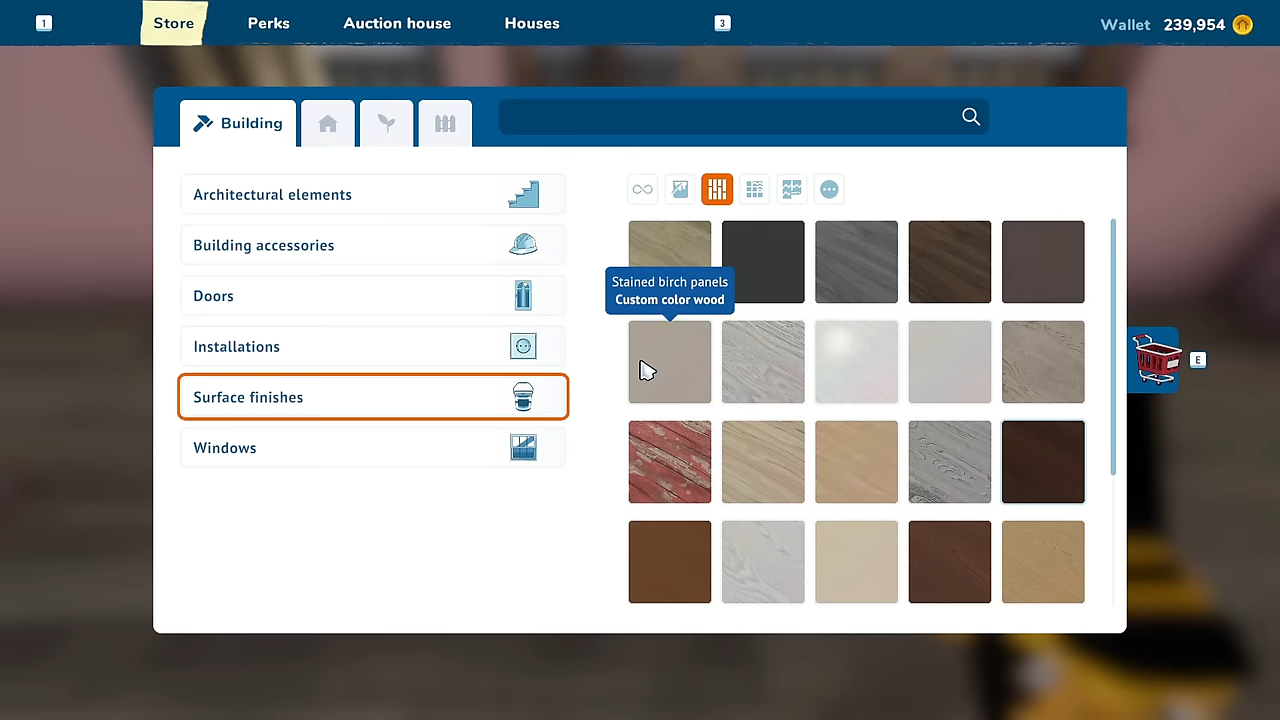 1
Store
Perks
Auction house
Houses
3
Wallet 239,954
Building
Architectural elements
Building accessories
Doors
Installations
Surface finishes
Windows
Stained birch panels
Custom color wood
E